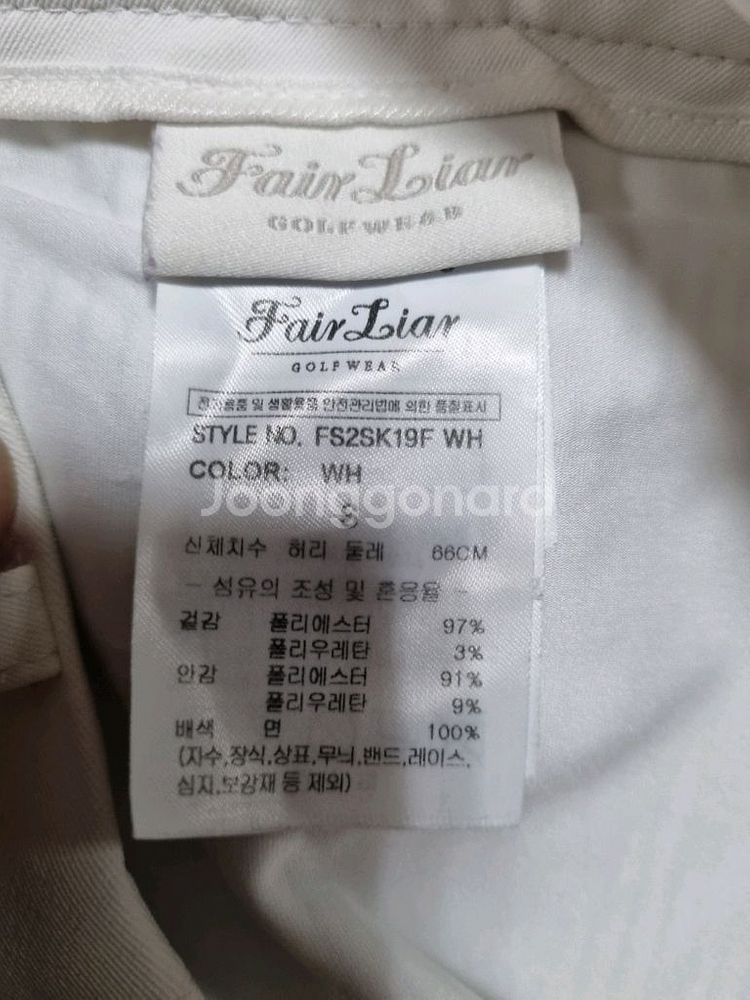 Fair Liar
GOLFWEAR
Fair Liar
GOLFWEAR
전기용품 및 생활용품 안전관리법에 의한 품질표시
STYLE NO. FS2SK19F WH
COLOR: WH
Joonggonara
S
신체치수 허리 둘레 66CM
- 섬유의 조성 및 혼용율 -
겉감 폴리에스터 97%
폴리우레탄 3%
안감 폴리에스터 91%
폴리우레탄 9%
배색 면 100%
(자수,장식,상표,무늬,밴드,레이스,
심지,보강재 등 제외)